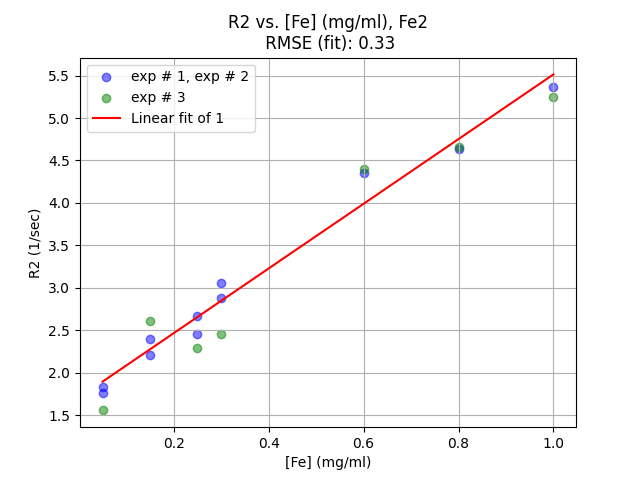 R2 vs. [Fe] (mg/ml), Fe2
RMSE (fit): 0.33
exp # 1, exp # 2
exp # 3
Linear fit of 1
R2 (1/sec)
5.5
5.0
4.5
4.0
3.5
3.0
2.5
2.0
1.5
0.2 0.4 0.6 0.8 1.0
[Fe] (mg/ml)